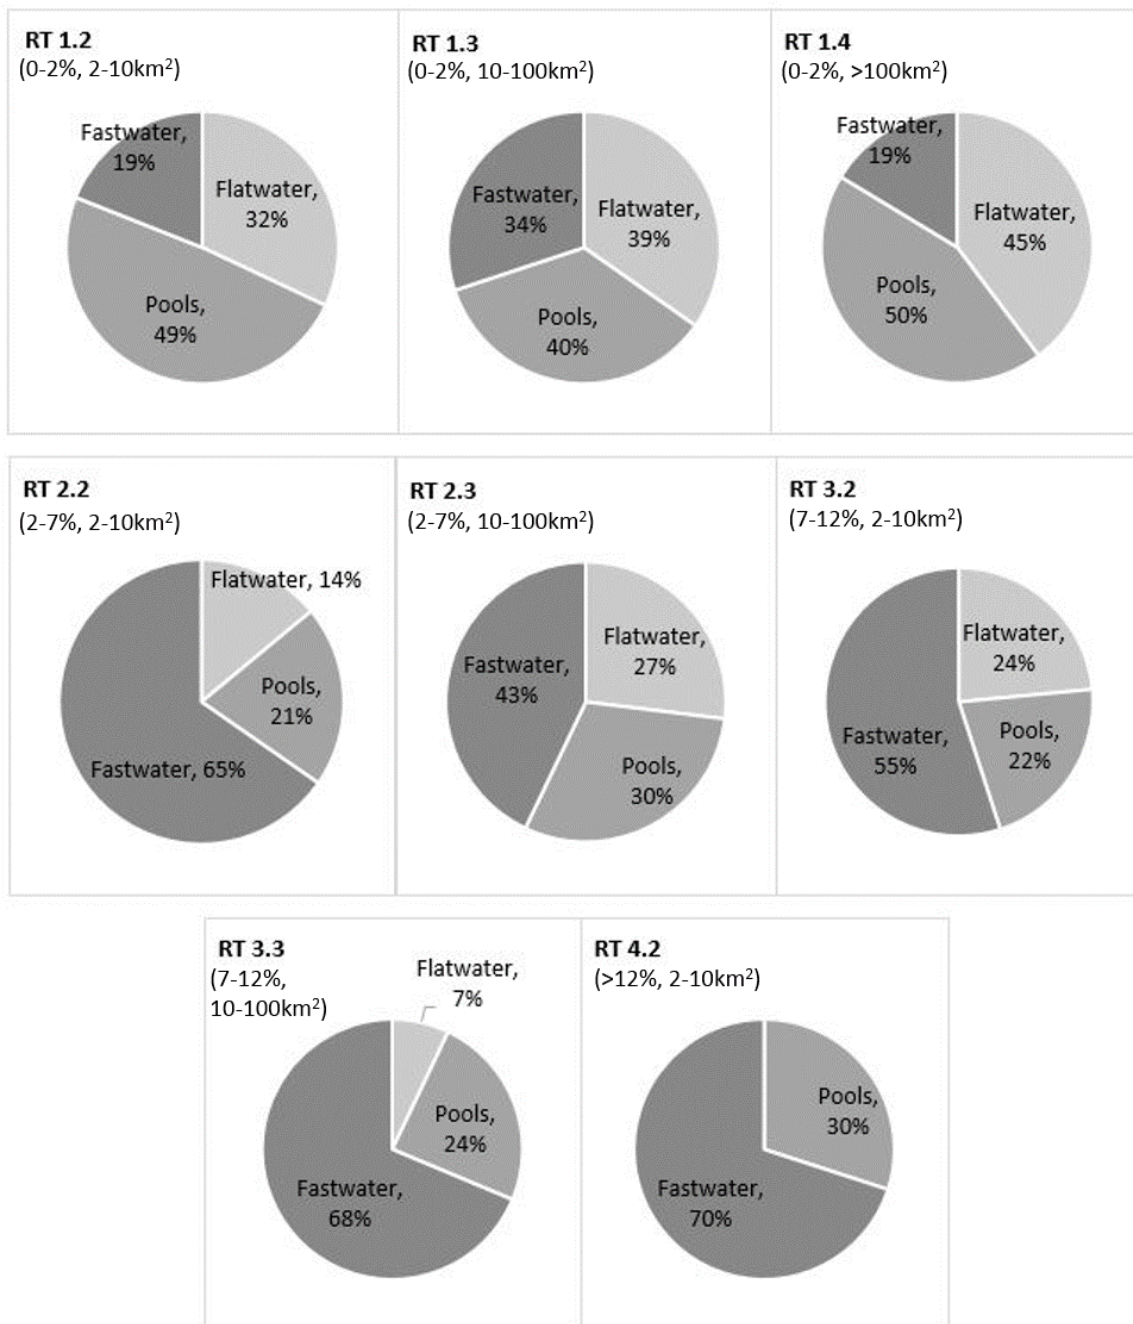 RT 1.2
(0-2%, 2-10km²)
Fastwater,
19%
Flatwater,
32%
Pools,
49%
RT 1.3
(0-2%, 10-100km²)
Fastwater,
34%
Flatwater,
39%
Pools,
40%
RT 1.4
(0-2%, >100km²)
Fastwater,
19%
Flatwater,
45%
Pools,
50%
RT 2.2
(2-7%, 2-10km²)
Flatwater, 14%
Pools,
21%
Fastwater, 65%
RT 2.3
(2-7%, 10-100km²)
Fastwater,
43%
Flatwater,
27%
Pools,
30%
RT 3.2
(7-12%, 2-10km²)
Flatwater,
24%
Fastwater,
55%
Pools,
22%
RT 3.3
(7-12%,
10-100km²)
Flatwater,
7%
Pools,
24%
Fastwater,
68%
RT 4.2
(>12%, 2-10km²)
Pools,
30%
Fastwater,
70%